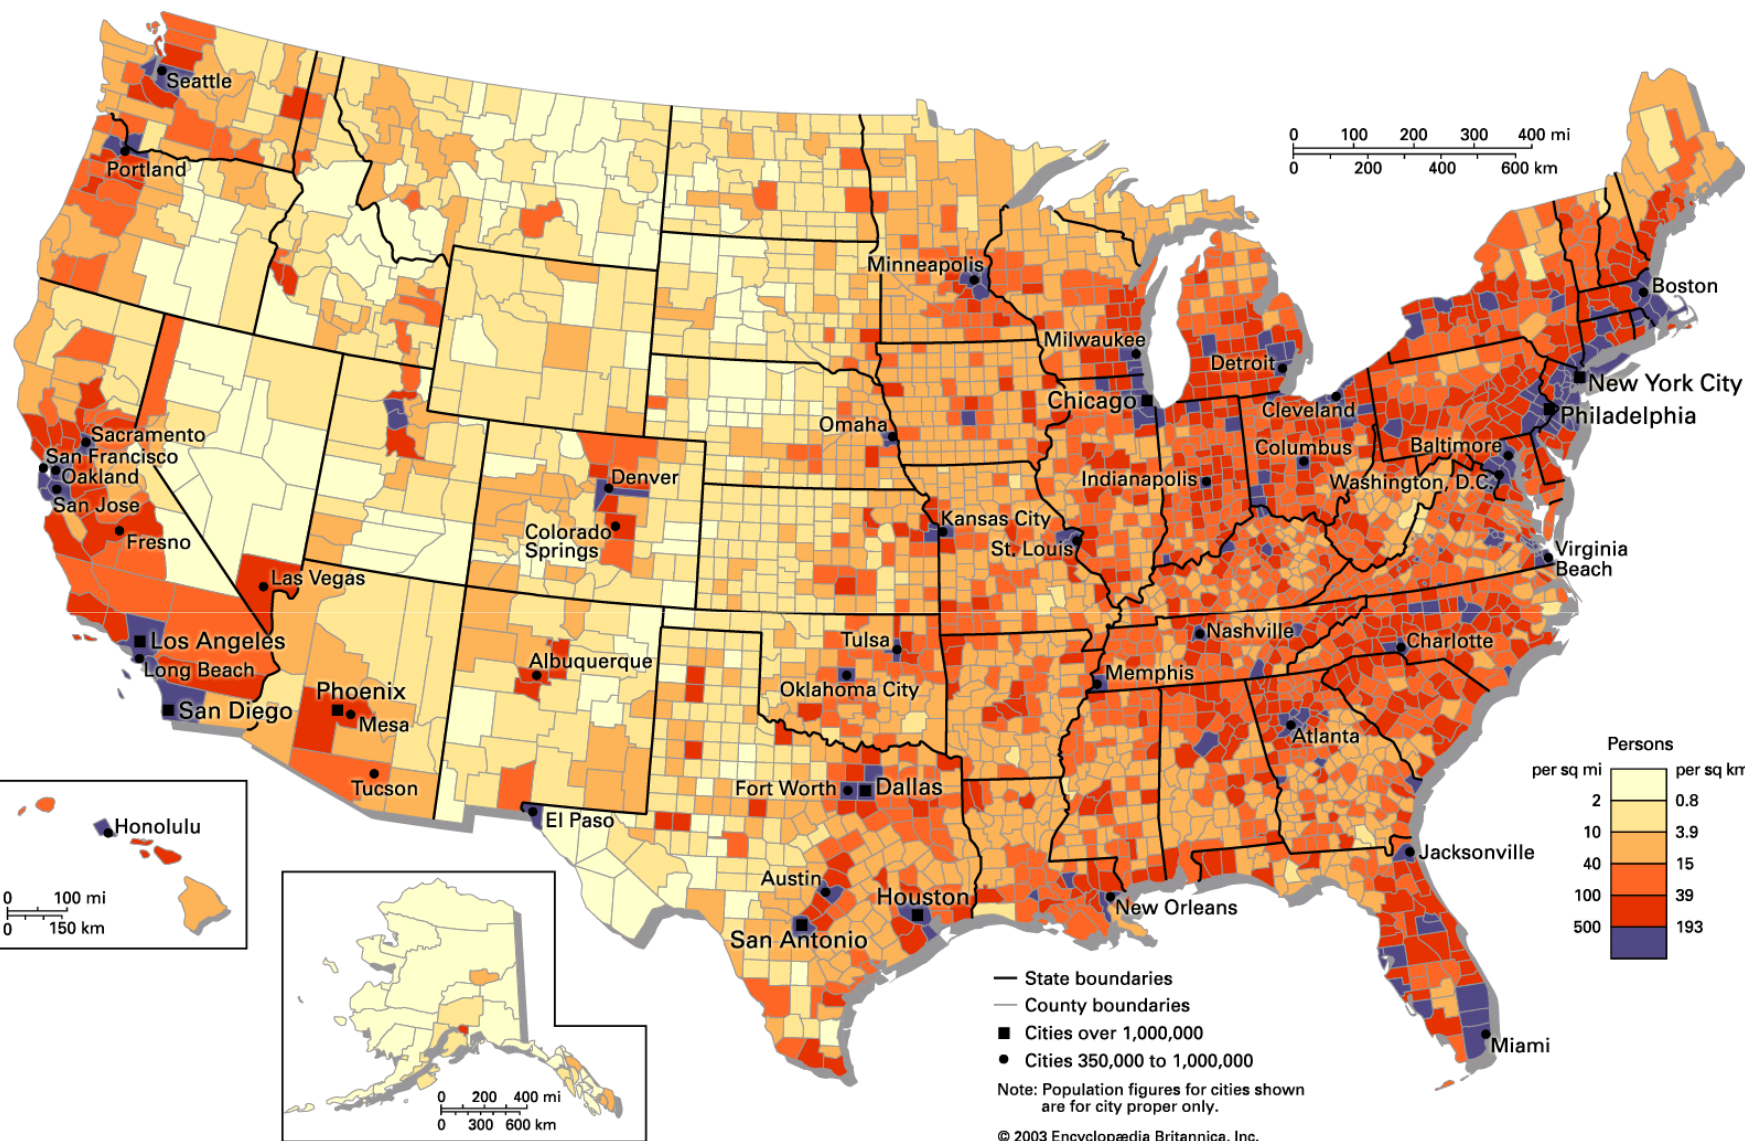 Seattle
Portland
Minneapolis
Boston
Milwaukee
Detroit
New York City
Chicago
Cleveland
Philadelphia
Omaha
Sacramento
San Francisco
Oakland
San Jose
Fresno
Denver
Colorado
Springs
Columbus
Baltimore
Indianapolis
Washington, D.C.
Kansas City
St. Louis
Virginia
Beach
Las Vegas
Los Angeles
Long Beach
Tulsa
Nashville
Charlotte
Albuquerque
Oklahoma City
Memphis
Phoenix
Mesa
San Diego
Tucson
Atlanta
Fort Worth
Dallas
El Paso
Jacksonville
Austin
Houston
New Orleans
San Antonio
Miami
Honolulu
0 100 200 300 400 mi
0 200 400 600 km
0 100 mi
0 150 km
0 200 400 mi
0 300 600 km
Persons
per sq mi per sq km
2 0.8
10 3.9
40 15
100 39
500 193
State boundaries
County boundaries
Cities over 1,000,000
Cities 350,000 to 1,000,000
Note: Population figures for cities shown
are for city proper only.
© 2003 Encyclopædia Britannica, Inc.